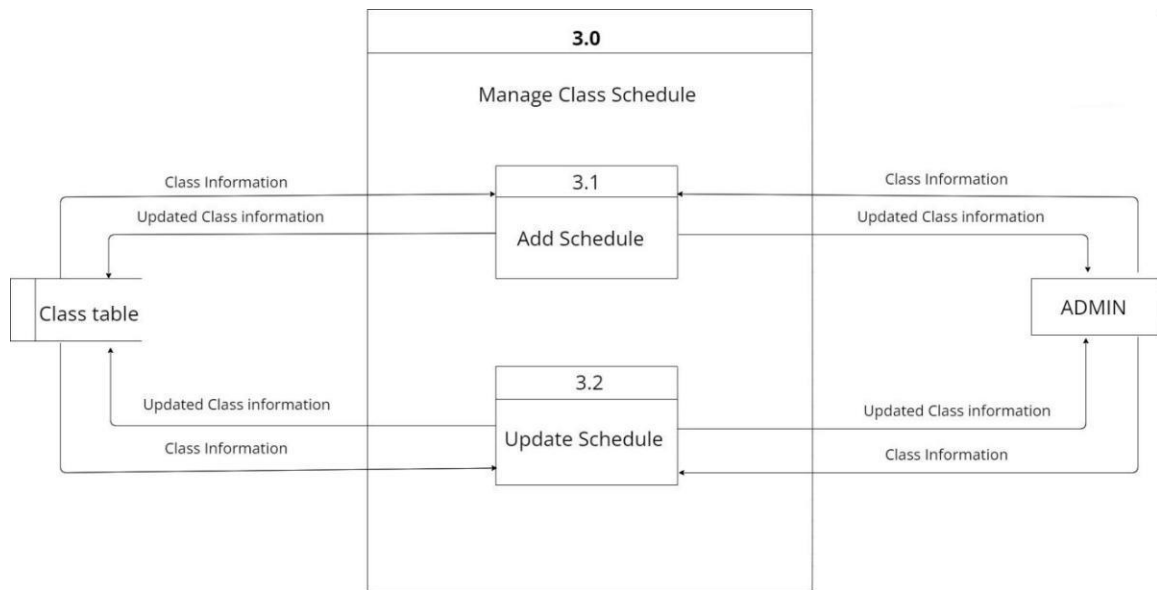 3.0
Manage Class Schedule
Class Information
3.1
Class Information
Updated Class information
Add Schedule
Updated Class information
Class table
ADMIN
3.2
Updated Class information
Update Schedule
Updated Class information
Class Information
Class Information